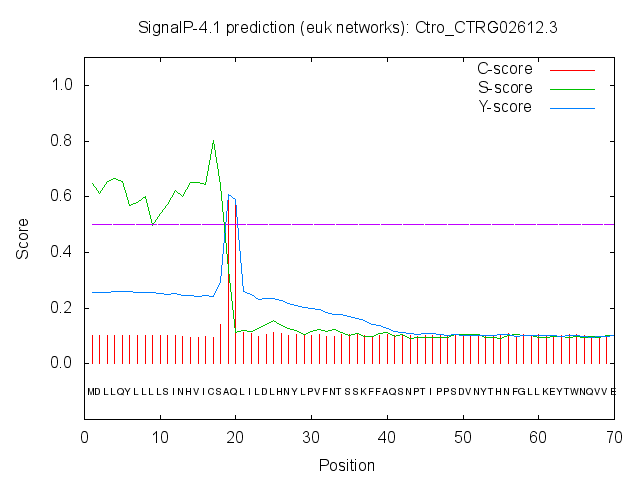 SignalP-4.1 prediction (euk networks): Ctro_CTRG02612.3
C-score
S-score
Y-score
1.0
0.8
0.6
0.4
0.2
0.0
Score
MDLLQYLLLLSINHVICSAQLILDLHNYLPVFNTSSKFFAQSNPTIPPSDVNYTHNFGLLKEYTWNQVVE
0 10 20 30 40 50 60 70
Position